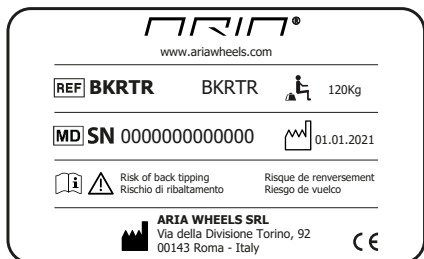 ARIA®
www.ariawheels.com
REF BKRTR BKRTR 120Kg
MD SN 0000000000000 01.01.2021
Risk of back tipping Risque de renversement
Rischio di ribaltamento Riesgo de vuelco
ARIA WHEELS SRL
Via della Divisione Torino, 92
00143 Roma - Italy
CE